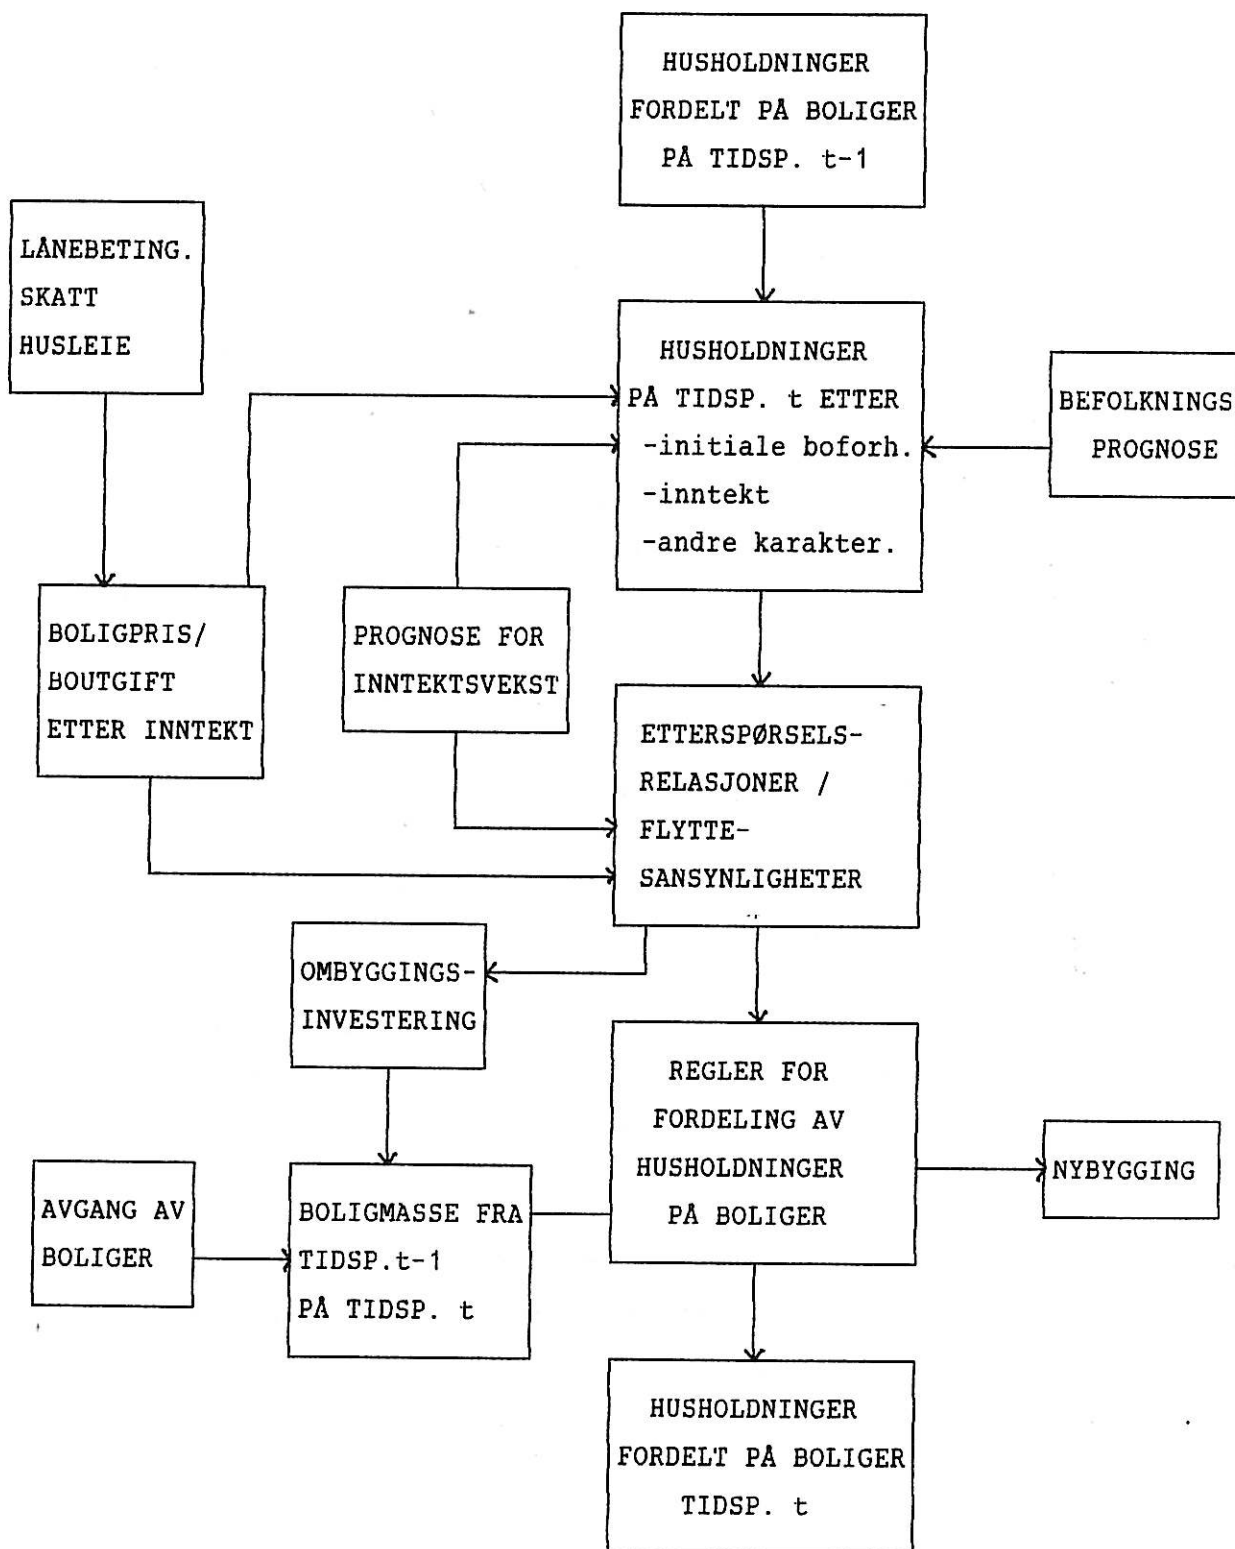 HUSHOLDNINGER
FORDELT PÅ BOLIGER
PÅ TIDSP. t-1
LÅNEBETING.
SKATT
HUSLEIE
HUSHOLDNINGER
PÅ TIDSP. t ETTER
-initiale boforh.
-inntekt
-andre karakter.
BEFOLKNINGS
PROGNOSE
BOLIGPRIS/
BOUTGIFT
ETTER INNTEKT
PROGNOSE FOR
INNTEKTSVEKST
ETTERSPØRSELS-
RELASJONER /
FLYTTE-
SANSYNLIGHETER
OMBYGGINGS-
INVESTERING
REGLER FOR
FORDELING AV
HUSHOLDNINGER
PÅ BOLIGER
NYBYGGING
AVGANG AV
BOLIGER
BOLIGMASSE FRA
TIDSP.t-1
PÅ TIDSP. t
HUSHOLDNINGER
FORDELT PÅ BOLIGER
TIDSP. t